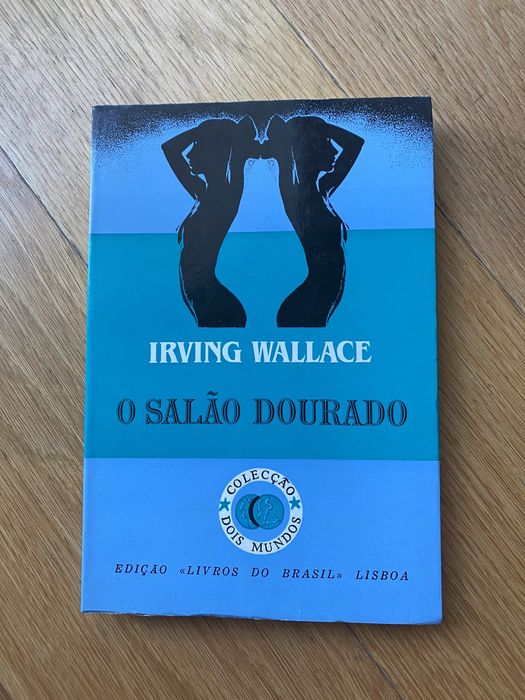 IRVING WALLACE
O SALÃO DOURADO
COLECÇÃO
DOIS MUNDOS
EDIÇÃO «LIVROS DO BRASIL» LISBOA